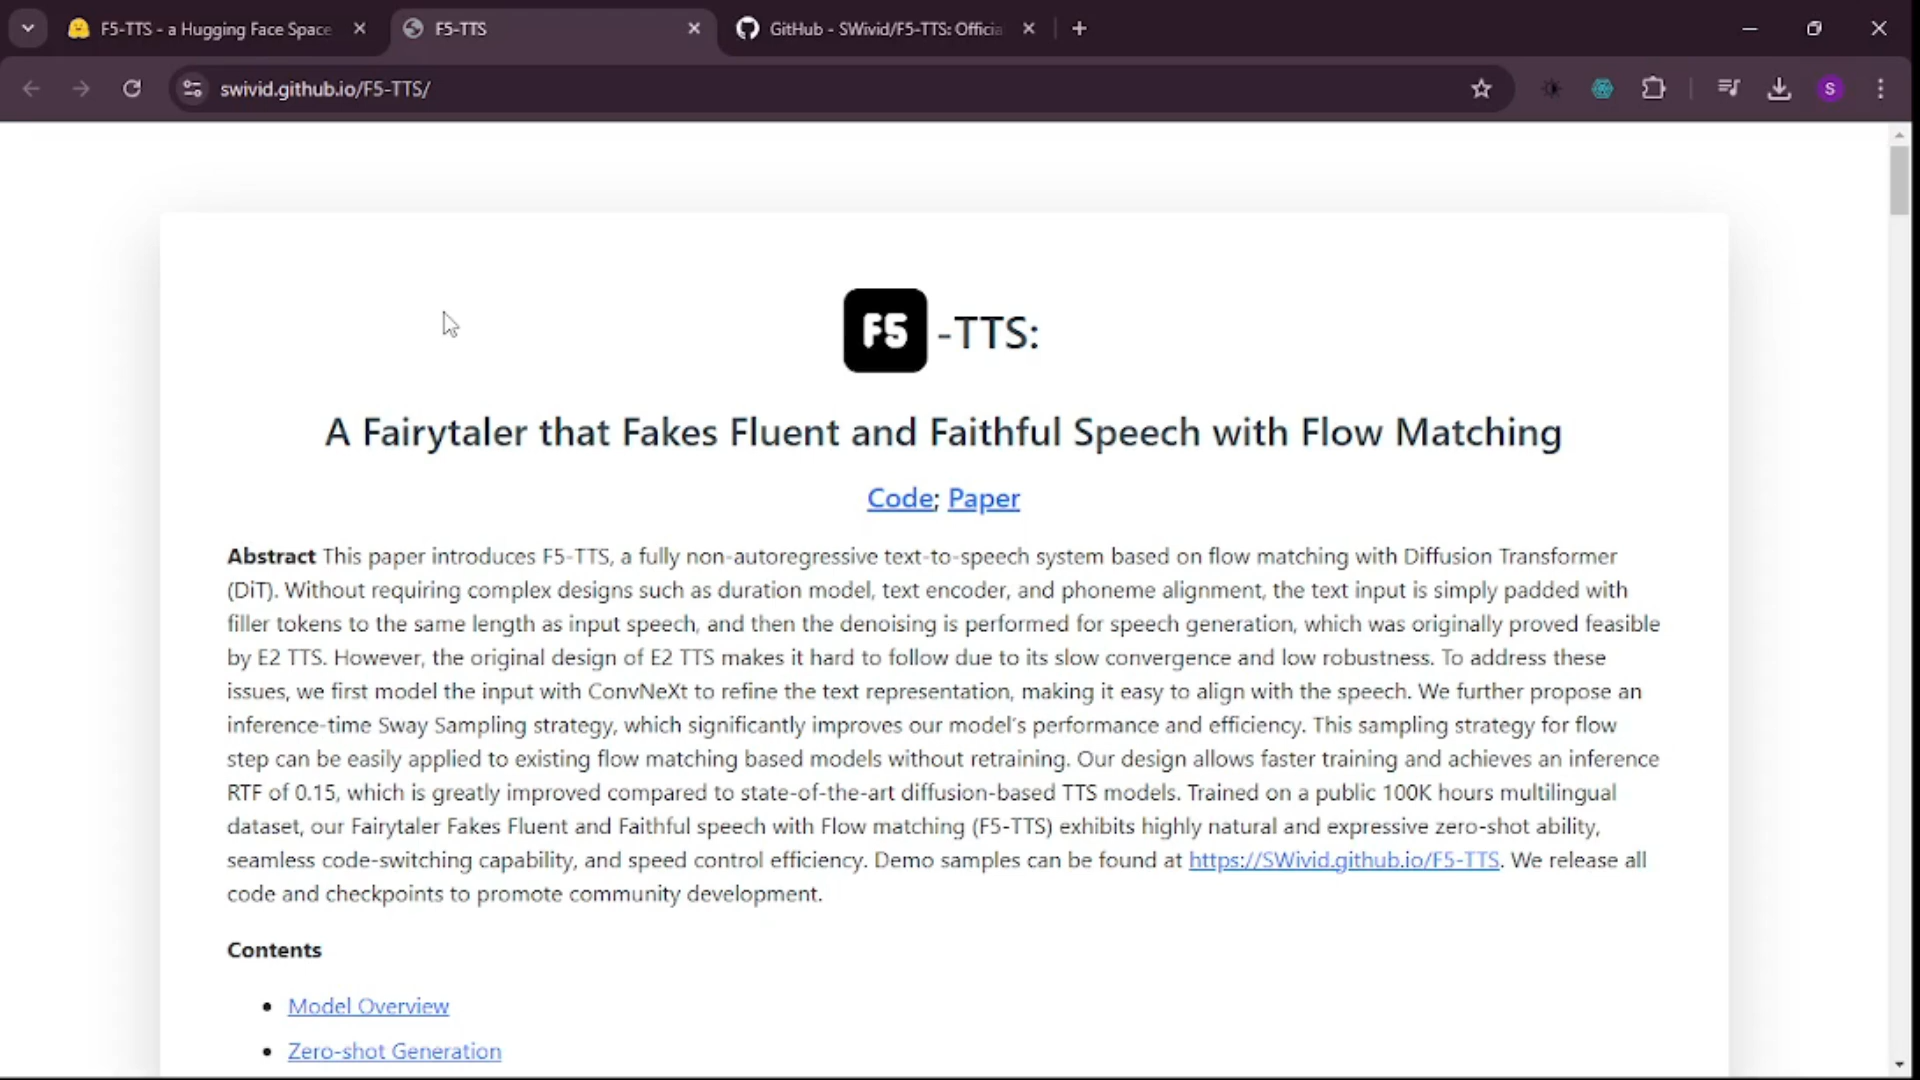 F5-TTS - a Hugging Face Space
F5-TTS
GitHub - SWivid/F5-TTS: Officia
swivid.github.io/F5-TTS/
S
F5 -TTS:
A Fairytaler that Fakes Fluent and Faithful Speech with Flow Matching
Code; Paper
Abstract This paper introduces F5-TTS, a fully non-autoregressive text-to-speech system based on flow matching with Diffusion Transformer
(DiT). Without requiring complex designs such as duration model, text encoder, and phoneme alignment, the text input is simply padded with
filler tokens to the same length as input speech, and then the denoising is performed for speech generation, which was originally proved feasible
by E2 TTS. However, the original design of E2 TTS makes it hard to follow due to its slow convergence and low robustness. To address these
issues, we first model the input with ConvNeXt to refine the text representation, making it easy to align with the speech. We further propose an
inference-time Sway Sampling strategy, which significantly improves our model's performance and efficiency. This sampling strategy for flow
step can be easily applied to existing flow matching based models without retraining. Our design allows faster training and achieves an inference
RTF of 0.15, which is greatly improved compared to state-of-the-art diffusion-based TTS models. Trained on a public 100K hours multilingual
dataset, our Fairytaler Fakes Fluent and Faithful speech with Flow matching (F5-TTS) exhibits highly natural and expressive zero-shot ability,
seamless code-switching capability, and speed control efficiency. Demo samples can be found at https://SWivid.github.io/F5-TTS. We release all
code and checkpoints to promote community development.
Contents
• Model Overview
• Zero-shot Generation